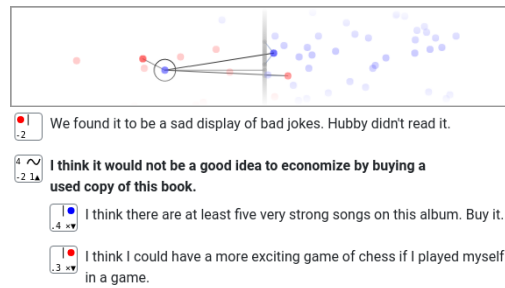 -2
We found it to be a sad display of bad jokes. Hubby didn't read it.
4
-2 1▲
I think it would not be a good idea to economize by buying a
used copy of this book.
.4 ×▼
I think there are at least five very strong songs on this album. Buy it.
.3 ×▼
I think I could have a more exciting game of chess if I played myself
in a game.